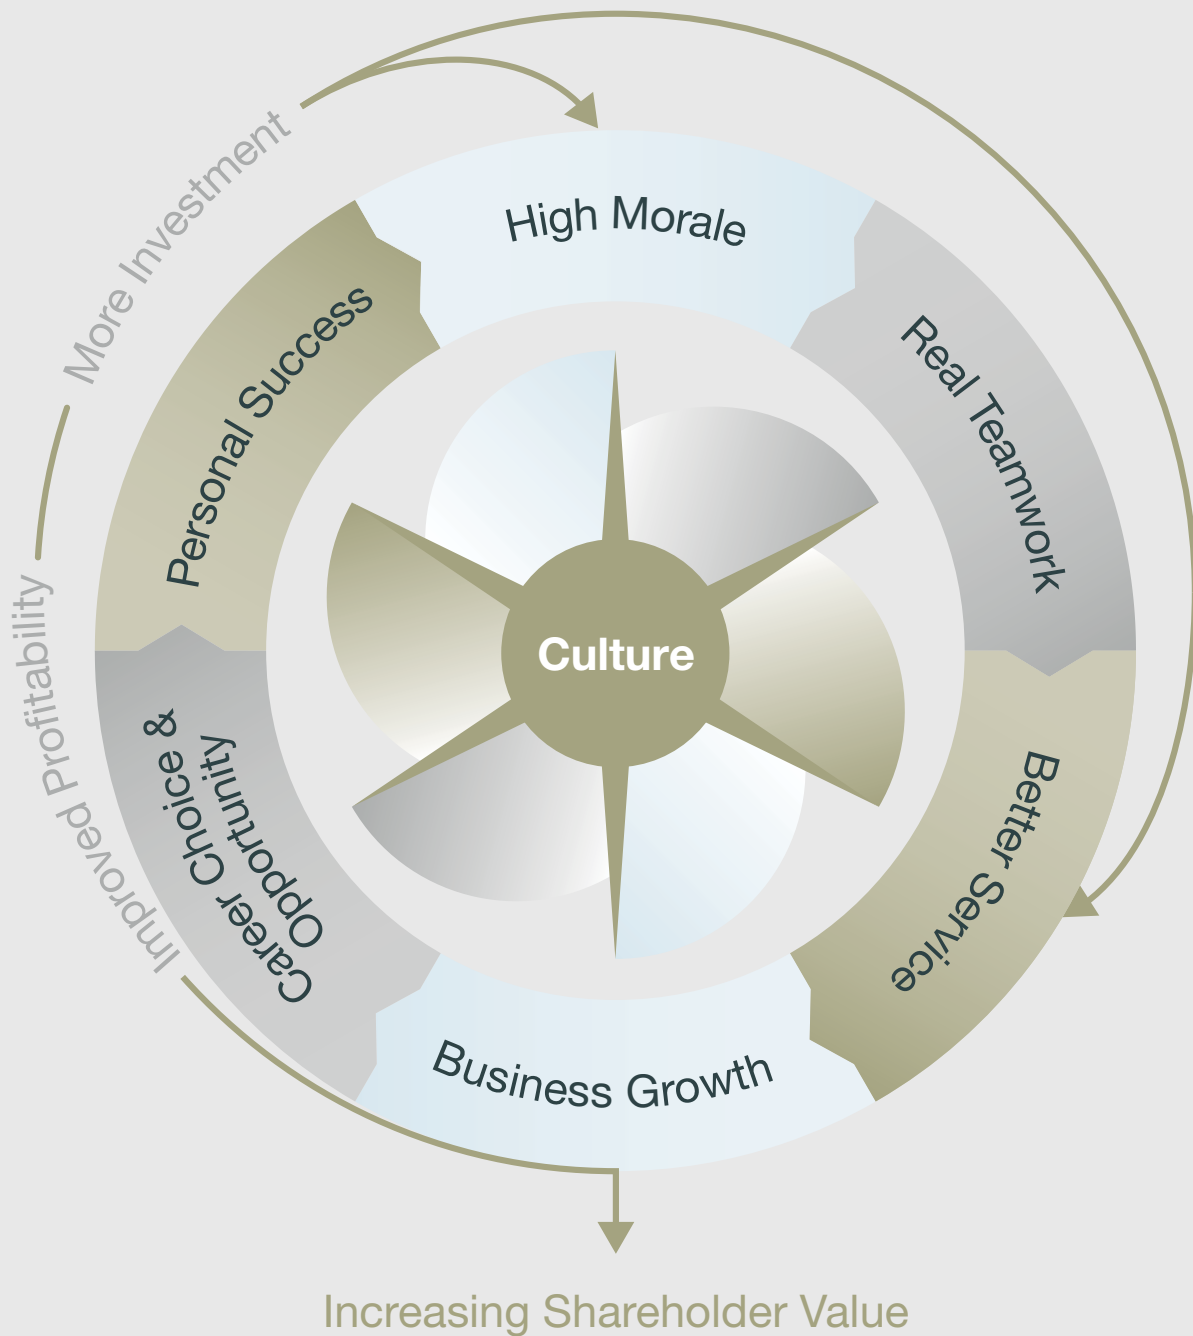 More Investment
High Morale
Real Teamwork
Better Service
Business Growth
Career Choice &
Opportunity
Personal Success
Culture
Improved Profitability
Increasing Shareholder Value